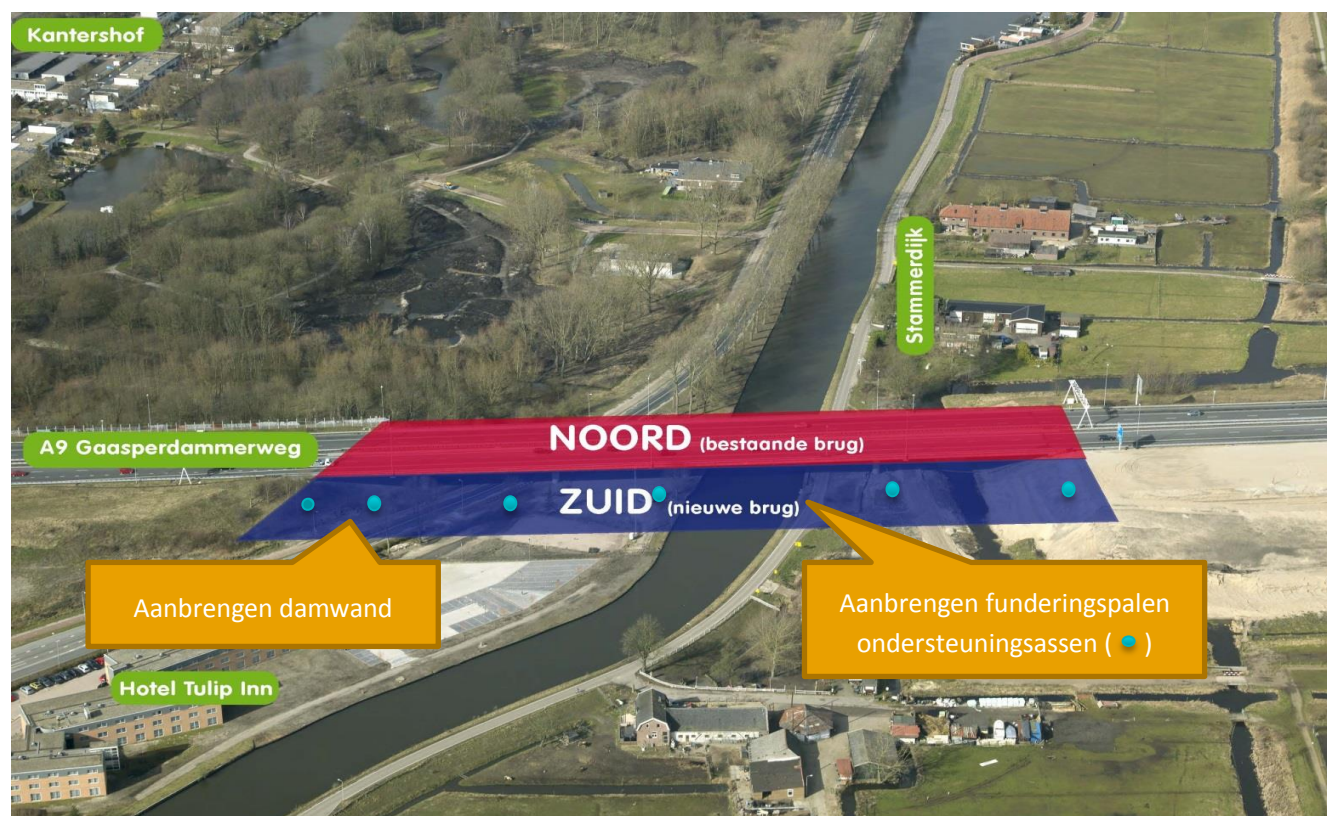 Kantershof
Stammerdijk
NOORD (bestaande brug)
A9 Gaasperdammerweg
ZUID (nieuwe brug)
Aanbrengen damwand
Aanbrengen funderingspalen
ondersteuningsassen ( )
Hotel Tulip Inn